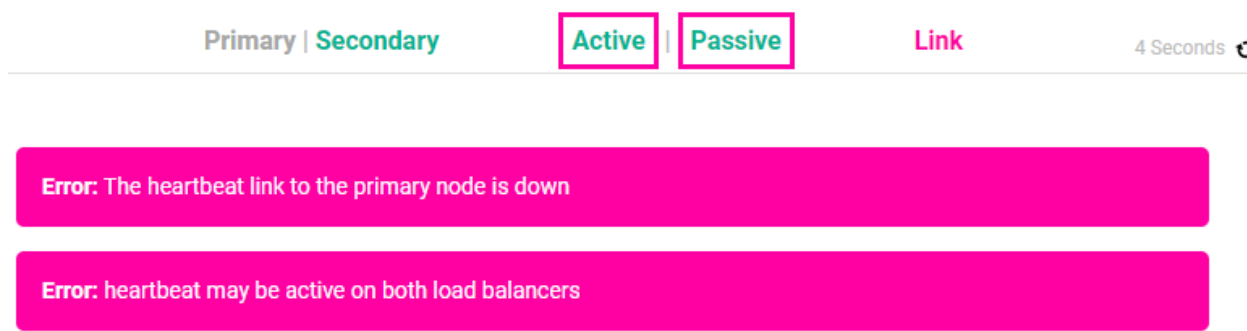 Primary | Secondary Active | Passive Link 4 Seconds
Error: The heartbeat link to the primary node is down
Error: heartbeat may be active on both load balancers